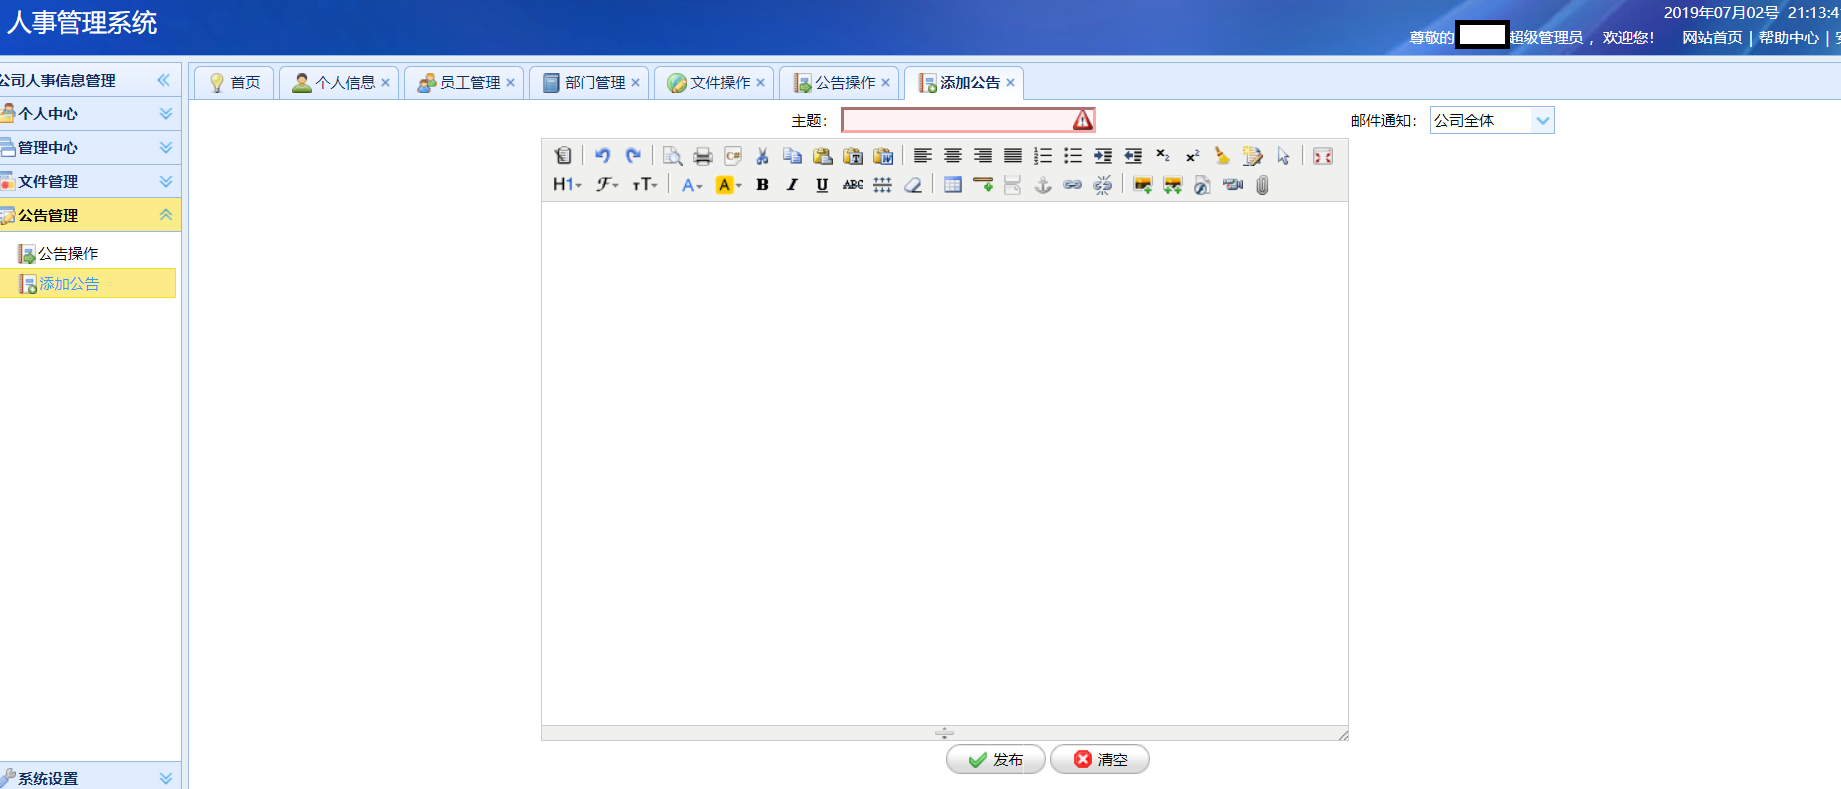 人事管理系统
2019年07月02号 21:13:4
尊敬的 超级管理员，欢迎您! 网站首页 | 帮助中心 |
公司人事信息管理
个人中心
管理中心
文件管理
公告管理
公告操作
添加公告
系统设置
首页 个人信息 员工管理 部门管理 文件操作 公告操作 添加公告
主题： 邮件通知： 公司全体
H1 F TT A A B I U ABC
发布 清空